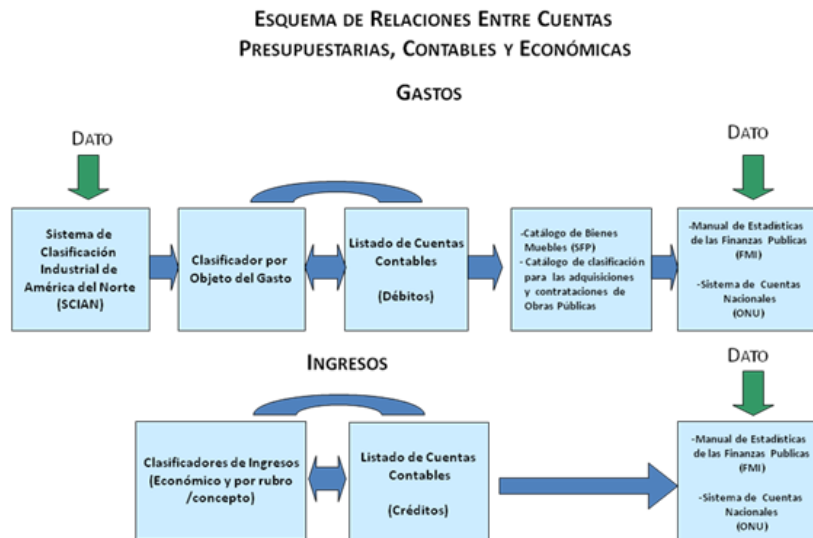 ESQUEMA DE RELACIONES ENTRE CUENTAS
PRESUPUESTARIAS, CONTABLES Y ECONÓMICAS
GASTOS
DATO
DATO
Sistema de
Clasificación
Industrial de
América del Norte
(SCIAN)
Clasificador por
Objeto del Gasto
Listado de Cuentas
Contables
(Débitos)
-Catálogo de Bienes
Muebles (SFP)
- Catálogo de clasificación
para las adquisiciones
y contrataciones de
Obras Públicas
-Manual de Estadísticas
de las Finanzas Publicas
(FMI)
-Sistema de Cuentas
Nacionales
(ONU)
INGRESOS
DATO
Clasificadores de Ingresos
(Económico y por rubro
/concepto)
Listado de Cuentas
Contables
(Créditos)
-Manual de Estadísticas
de las Finanzas Publicas
(FMI)
-Sistema de Cuentas
Nacionales
(ONU)